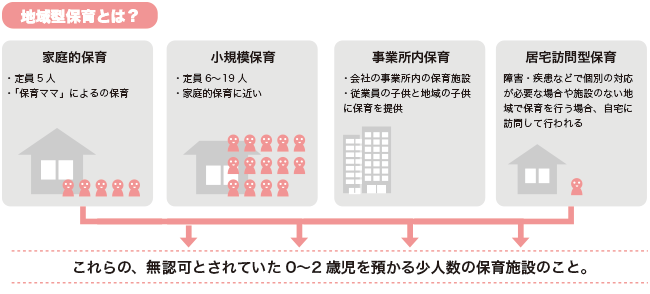 地域型保育とは？
家庭的保育
・定員5人
・「保育ママ」によるの保育
小規模保育
・定員6〜19人
・家庭的保育に近い
事業所内保育
・会社の事業所内の保育施設
・従業員の子供と地域の子供
に保育を提供
居宅訪問型保育
障害・疾患などで個別の対応
が必要な場合や施設のない地
域で保育を行う場合、自宅に
訪問して行われる
これらの、無認可とされていた0〜2歳児を預かる少人数の保育施設のこと。